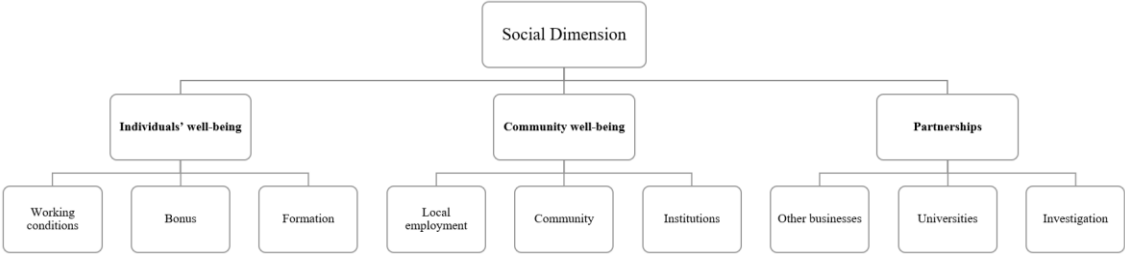 Social Dimension
Individuals' well-being
Community well-being
Partnerships
Working
conditions
Bonus
Formation
Local
employment
Community
Institutions
Other businesses
Universities
Investigation